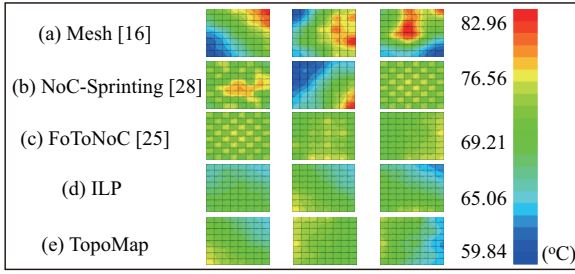 (a) Mesh [16]
(b) NoC-Sprinting [28]
(c) FoToNoC [25]
(d) ILP
(e) TopoMap
82.96
76.56
69.21
65.06
59.84 (°C)